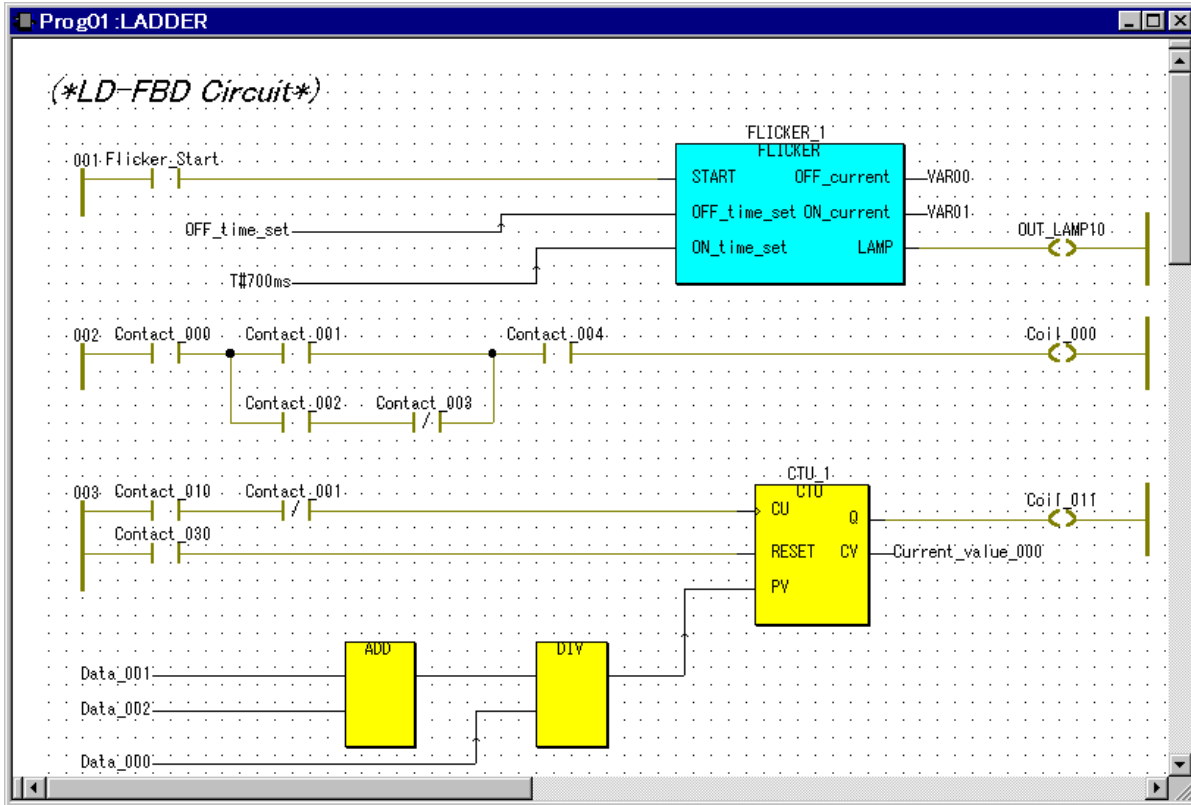 Prog01:LADDER
(*LD-FBD Circuit*)
FLICKER_1
FLICKER
001 Flicker_Start
START OFF_current VAR00
OFF_time_set ON_current VAR01
OFF_time_set
OUT_LAMP10
ON_time_set LAMP
T#700ms
002 Contact_000 Contact_001 Contact_004 Coil_000
Contact_002 Contact_003
/
CTU_1
CTU
003 Contact_010 Contact_001 Coil_011
/
CU Q
Contact_030
RESET CV Current_value_000
PV
ADD DIV
Data_001
Data_002
Data_000